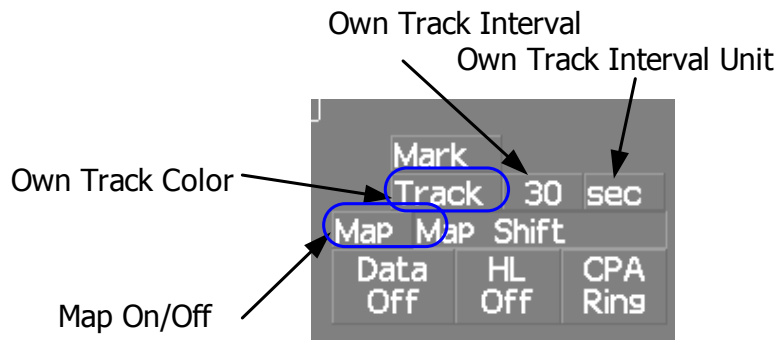 Own Track Interval
Own Track Interval Unit
Mark
Own Track Color
Track 30 sec
Map Map Shift
Data Off HL Off CPA Ring
Map On/Off